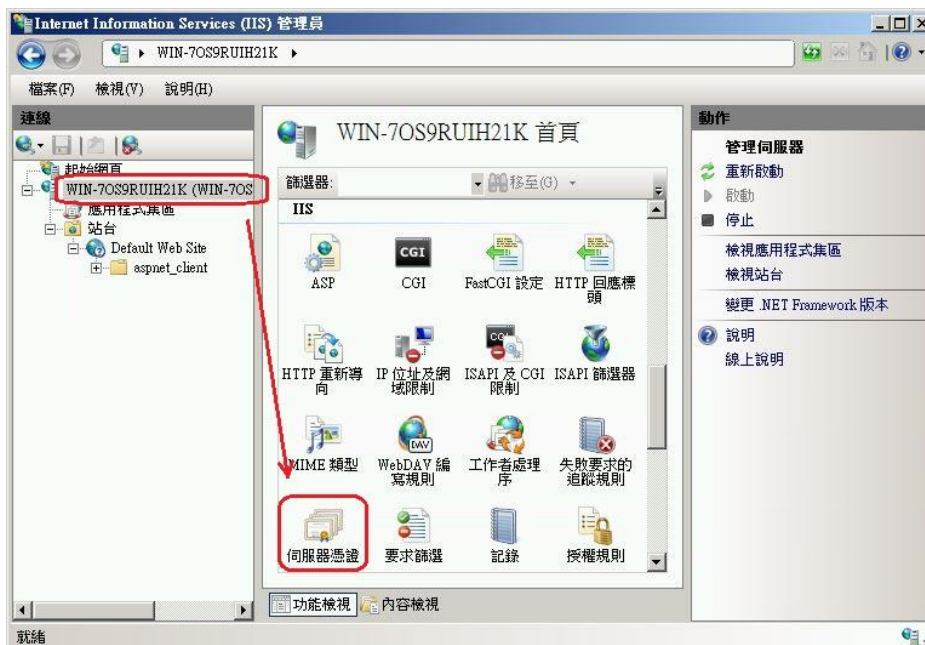 Internet Information Services (IIS) 管理員
WIN-7OS9RUIH21K
檔案(F) 檢視(V) 說明(H)
連線
起始網頁
WIN-7OS9RUIH21K (WIN-7OS
應用程式集區
站台
Default Web Site
aspnet_client
WIN-7OS9RUIH21K 首頁
篩選器:
移至(G)
IIS
ASP
CGI
FastCGI 設定
HTTP 回應標
頭
HTTP 重新導
向
IP 位址及網
域限制
ISAPI 及 CGI
限制
ISAPI 篩選器
MIME 類型
WebDAV 編
寫規則
工作者處理
序
失敗要求的
追蹤規則
伺服器憑證
要求篩選
記錄
授權規則
功能檢視
內容檢視
動作
管理伺服器
重新啟動
啟動
停止
檢視應用程式集區
檢視站台
變更 .NET Framework 版本
說明
線上說明
就緒